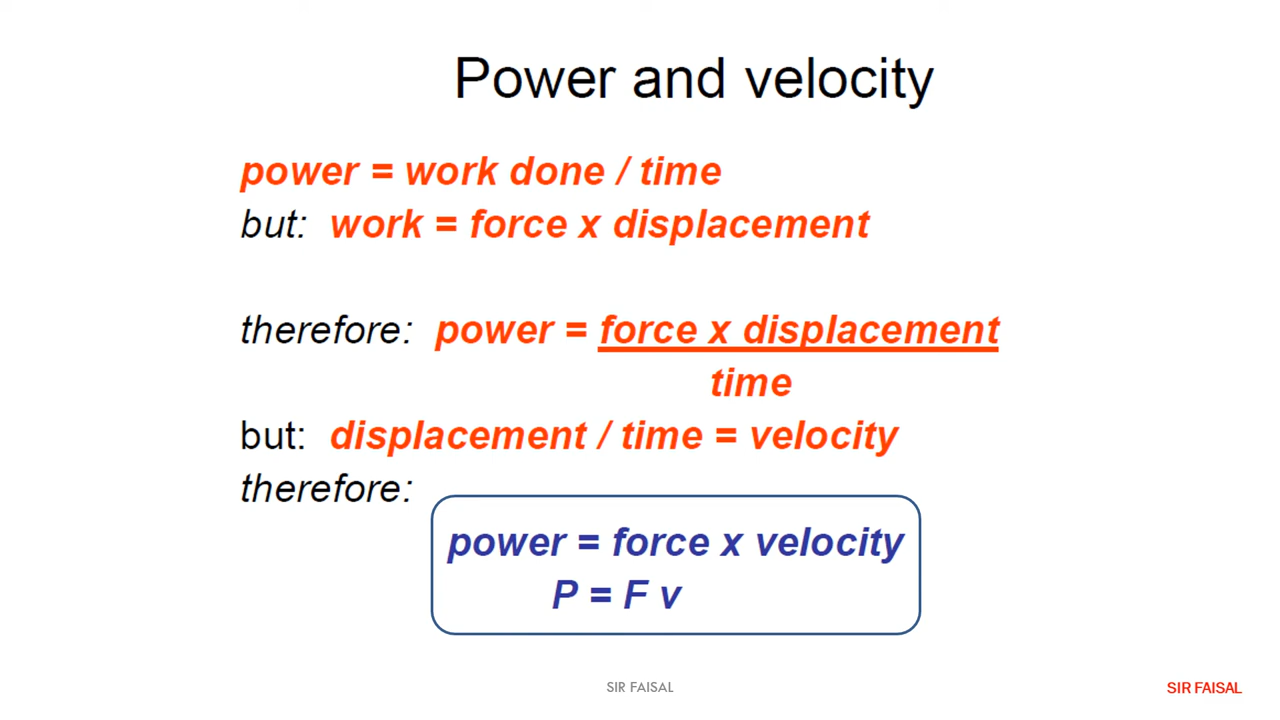 Power and velocity
power = work done / time
but: work = force x displacement
therefore: power = force x displacement
time
but: displacement / time = velocity
therefore:
power = force x velocity
P = F v
SIR FAISAL
SIR FAISAL